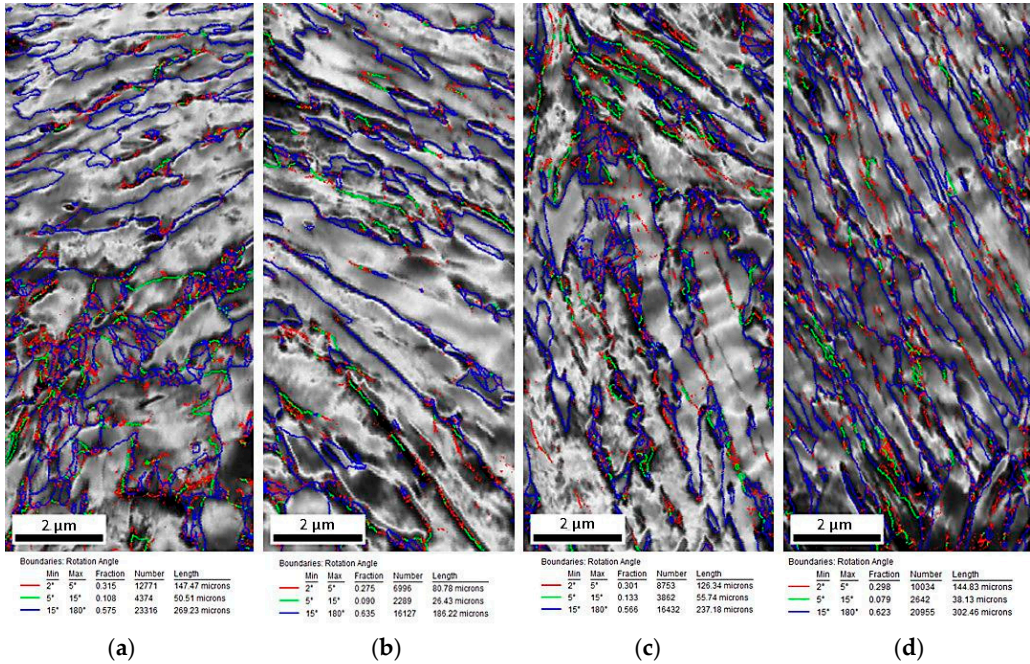 2 µm
2 µm
2 µm
2 µm
Boundaries: Rotation Angle
Min Max Fraction Number Length
2° 5° 0.315 12771 147.47 microns
5° 15° 0.108 4374 50.51 microns
15° 180° 0.575 23316 269.23 microns
Boundaries: Rotation Angle
Min Max Fraction Number Length
2° 5° 0.275 6996 80.78 microns
5° 15° 0.090 2289 26.43 microns
15° 180° 0.635 16127 186.22 microns
Boundaries: Rotation Angle
Min Max Fraction Number Length
2° 5° 0.301 8753 126.34 microns
5° 15° 0.133 3862 55.74 microns
15° 180° 0.566 16432 237.18 microns
Boundaries: Rotation Angle
Min Max Fraction Number Length
2° 5° 0.298 10034 144.83 microns
5° 15° 0.079 2642 38.13 microns
15° 180° 0.623 20955 302.46 microns
(a) (b) (c) (d)